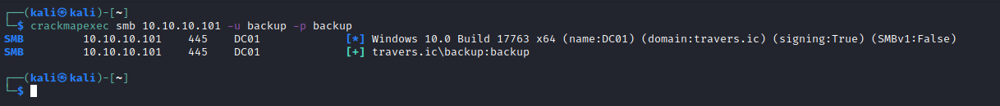 ┌──(kali㉿kali)-[~]
└─$ crackmapexec smb 10.10.10.101 -u backup -p backup
SMB         10.10.10.101    445    DC01             [*] Windows 10.0 Build 17763 x64 (name:DC01) (domain:travers.ic) (signing:True) (SMBv1:False)
SMB         10.10.10.101    445    DC01             [+] travers.ic\backup:backup
┌──(kali㉿kali)-[~]
└─$